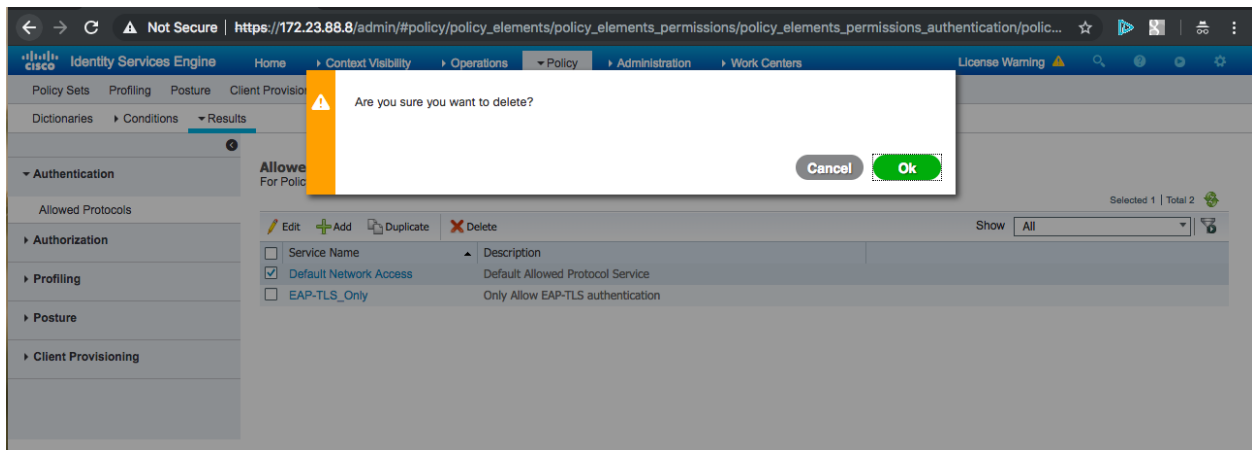 Not Secure | https://172.23.88.8/admin/#policy/policy_elements/policy_elements_permissions/policy_elements_permissions_authentication/polic...
CISCO Identity Services Engine Home Context Visibility Operations Policy Administration Work Centers License Warning
Policy Sets Profiling Posture Client Provision
Are you sure you want to delete?
Dictionaries Conditions Results
Cancel Ok
Authentication
Allowe
For Polic
Selected 1 | Total 2
Allowed Protocols
Edit Add Duplicate Delete Show All
Authorization
Service Name Description
Default Network Access Default Allowed Protocol Service
Profiling
EAP-TLS_Only Only Allow EAP-TLS authentication
Posture
Client Provisioning